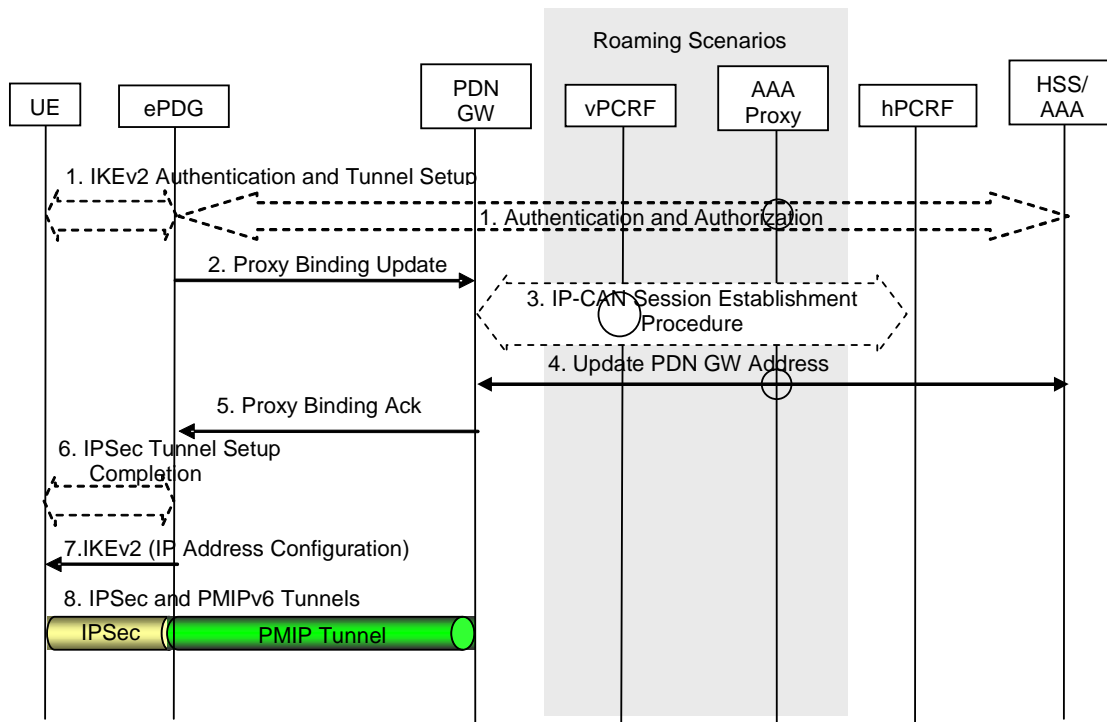 Roaming Scenarios
UE
ePDG
PDN
GW
vPCRF
AAA
Proxy
hPCRF
HSS/
AAA
1. IKEv2 Authentication and Tunnel Setup
1. Authentication and Authorization
2. Proxy Binding Update
3. IP-CAN Session Establishment
Procedure
4. Update PDN GW Address
5. Proxy Binding Ack
6. IPSec Tunnel Setup
Completion
7.IKEv2 (IP Address Configuration)
8. IPSec and PMIPv6 Tunnels
IPSec
PMIP Tunnel